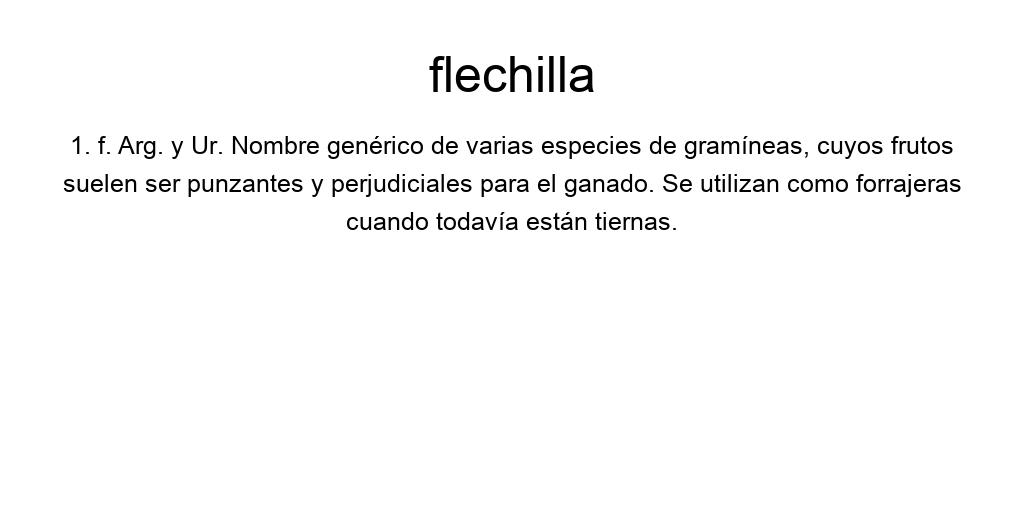 flechilla
1. f. Arg. y Ur. Nombre genérico de varias especies de gramíneas, cuyos frutos
suelen ser punzantes y perjudiciales para el ganado. Se utilizan como forrajeras
cuando todavía están tiernas.